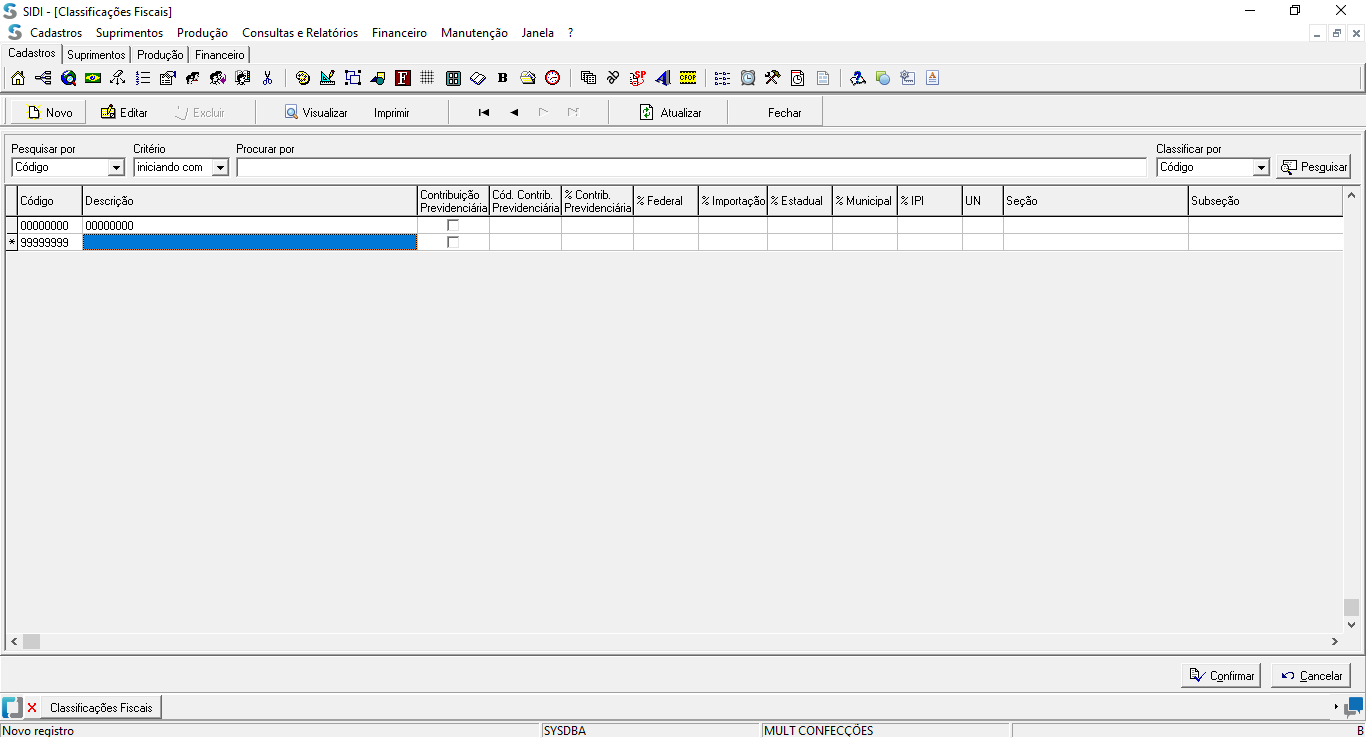 SIDI - [Classificações Fiscais]
Cadastros Suprimentos Produção Consultas e Relatórios Financeiro Manutenção Janela ?
Cadastros Suprimentos Produção Financeiro
F B SP CFOP A
Novo Editar Excluir Visualizar Imprimir Atualizar Fechar
Pesquisar por Critério Procurar por Classificar por
Código iniciando com Código Pesquisar
Código Descrição Contribuição Previdenciária Cód. Contrib. Previdenciária % Contrib. Previdenciária % Federal % Importação % Estadual % Municipal % IPI UN Seção Subseção
00000000 00000000
* 99999999
Confirmar Cancelar
Classificações Fiscais
Novo registro SYSDBA MULT CONFECÇÕES B